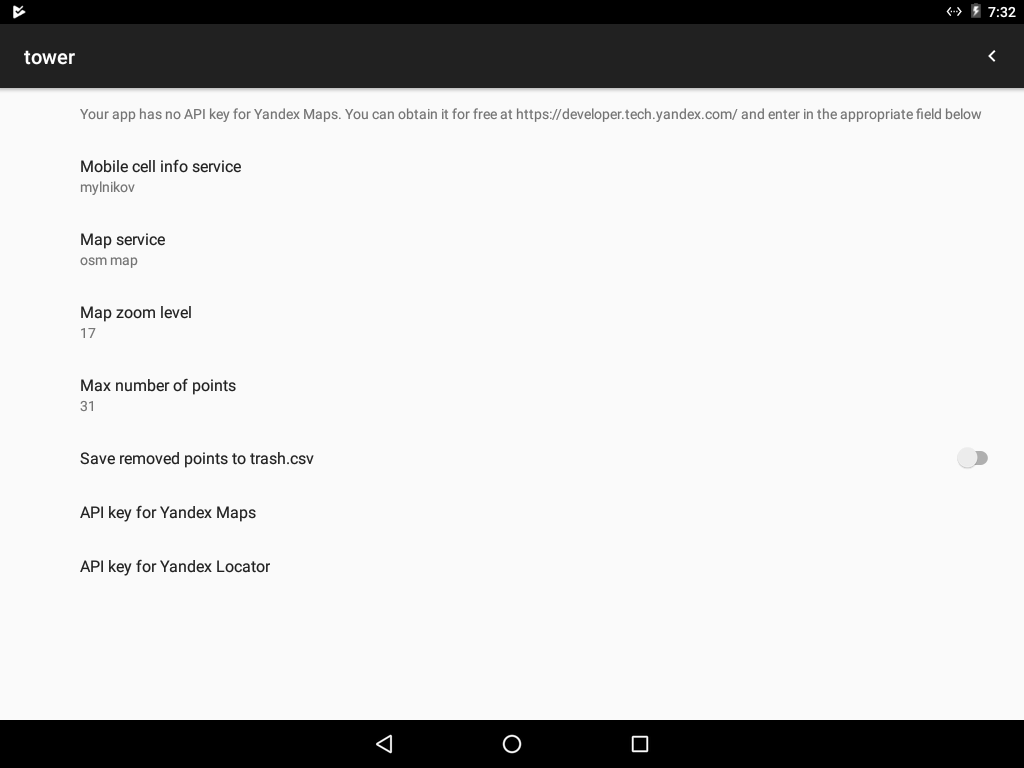 7:32
tower
Your app has no API key for Yandex Maps. You can obtain it for free at https://developer.tech.yandex.com/ and enter in the appropriate field below
Mobile cell info service
mylnikov
Map service
osm map
Map zoom level
17
Max number of points
31
Save removed points to trash.csv
API key for Yandex Maps
API key for Yandex Locator